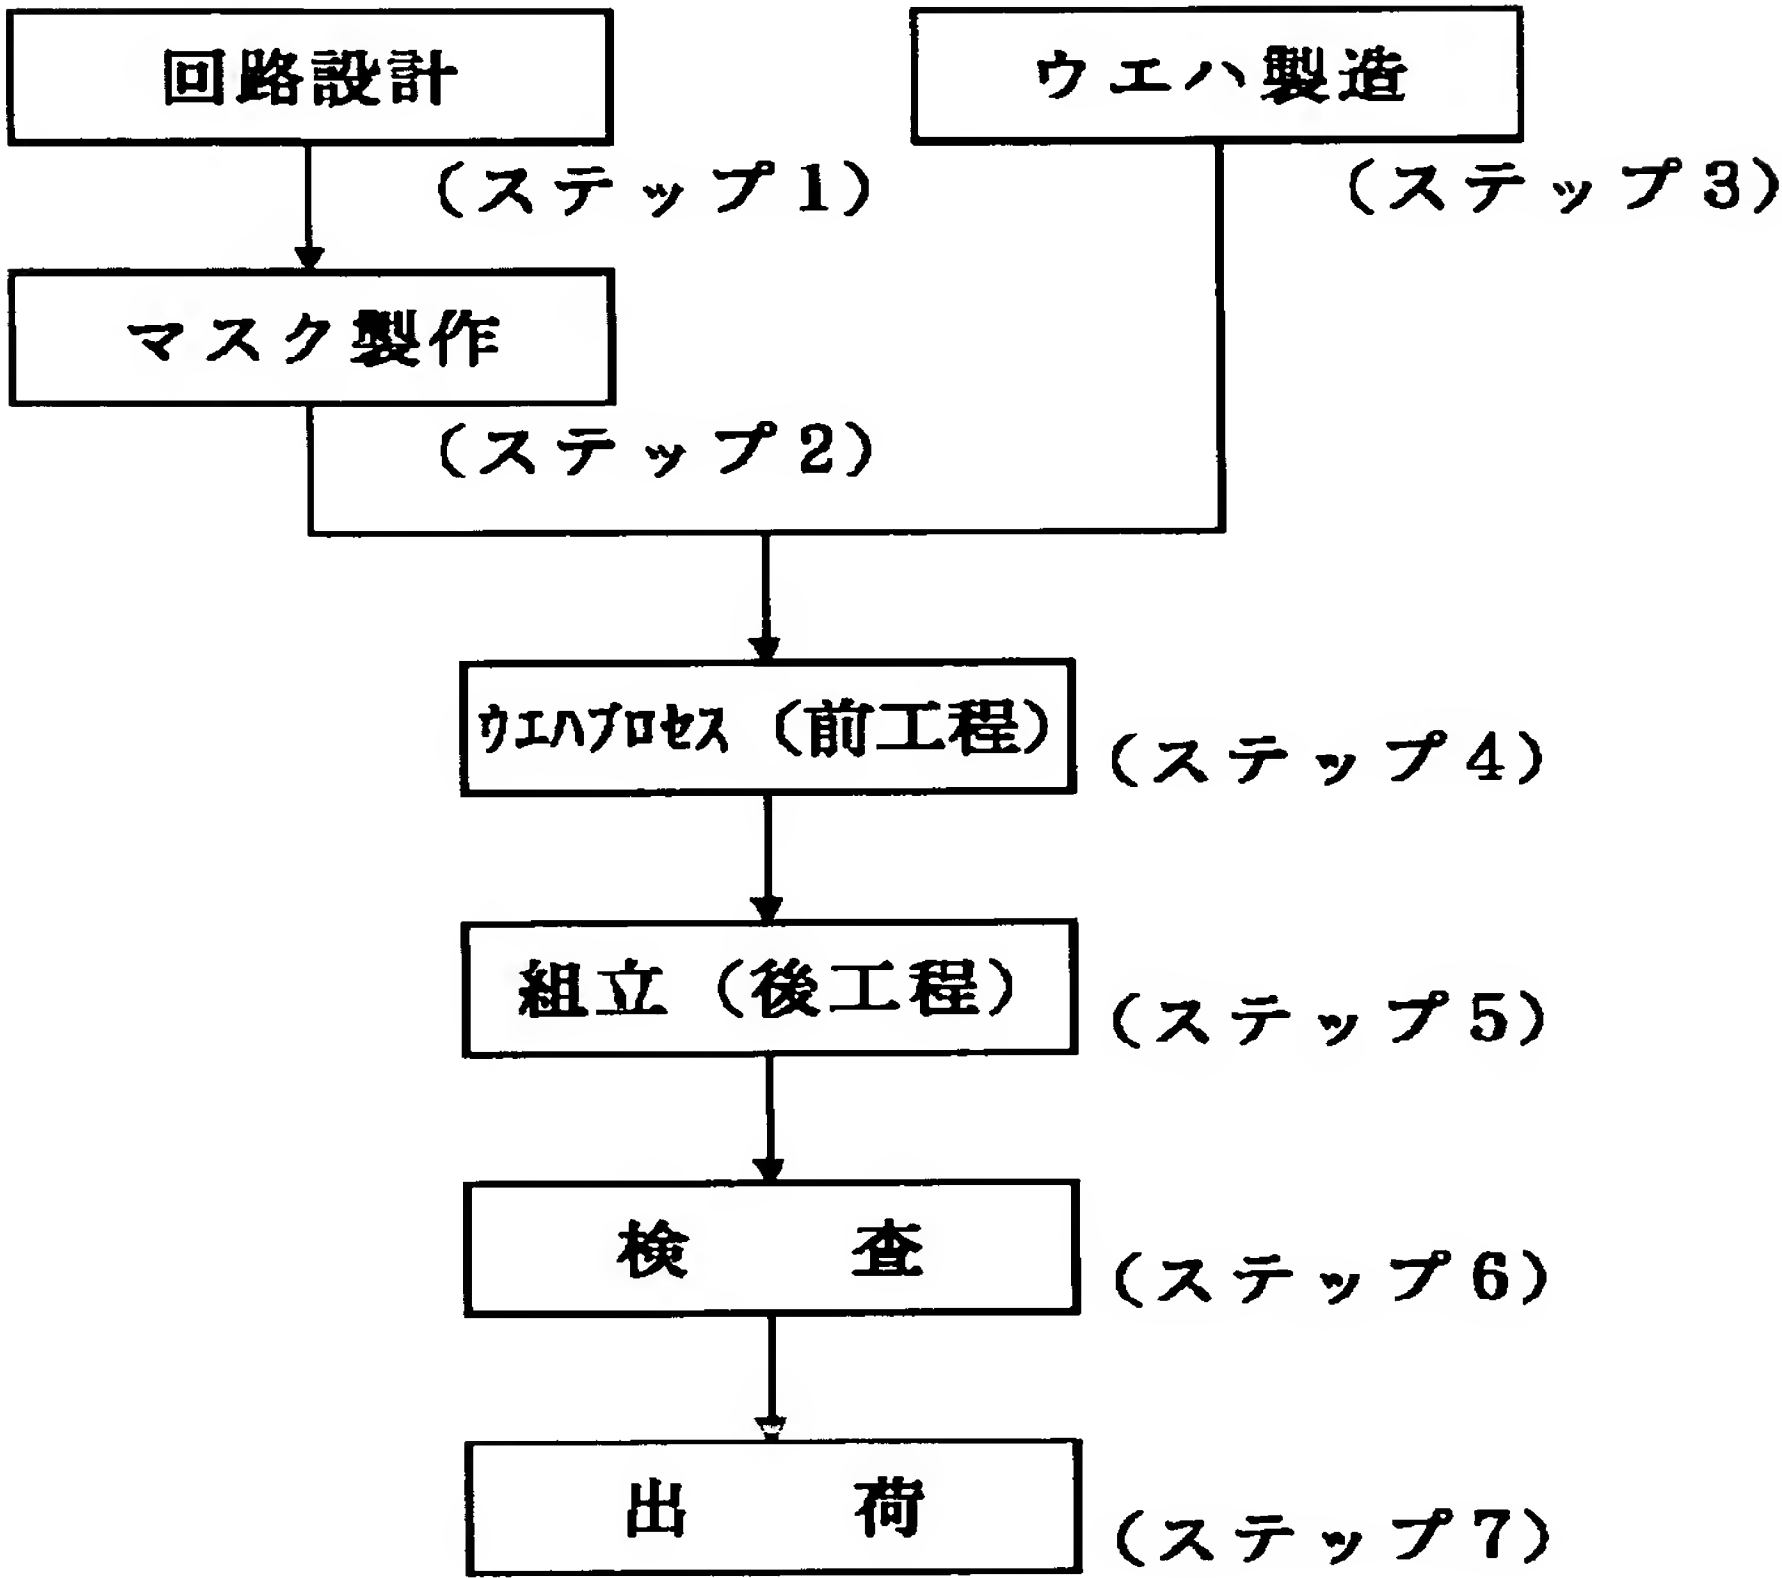 回路設計
ウエハ製造
(ステップ1)
(ステップ3)
マスク製作
(ステップ2)
ｳエハプロセス(前工程)
(ステップ4)
組立(後工程)
(ステップ5)
検 査
(ステップ6)
出 荷
(ステップ7)